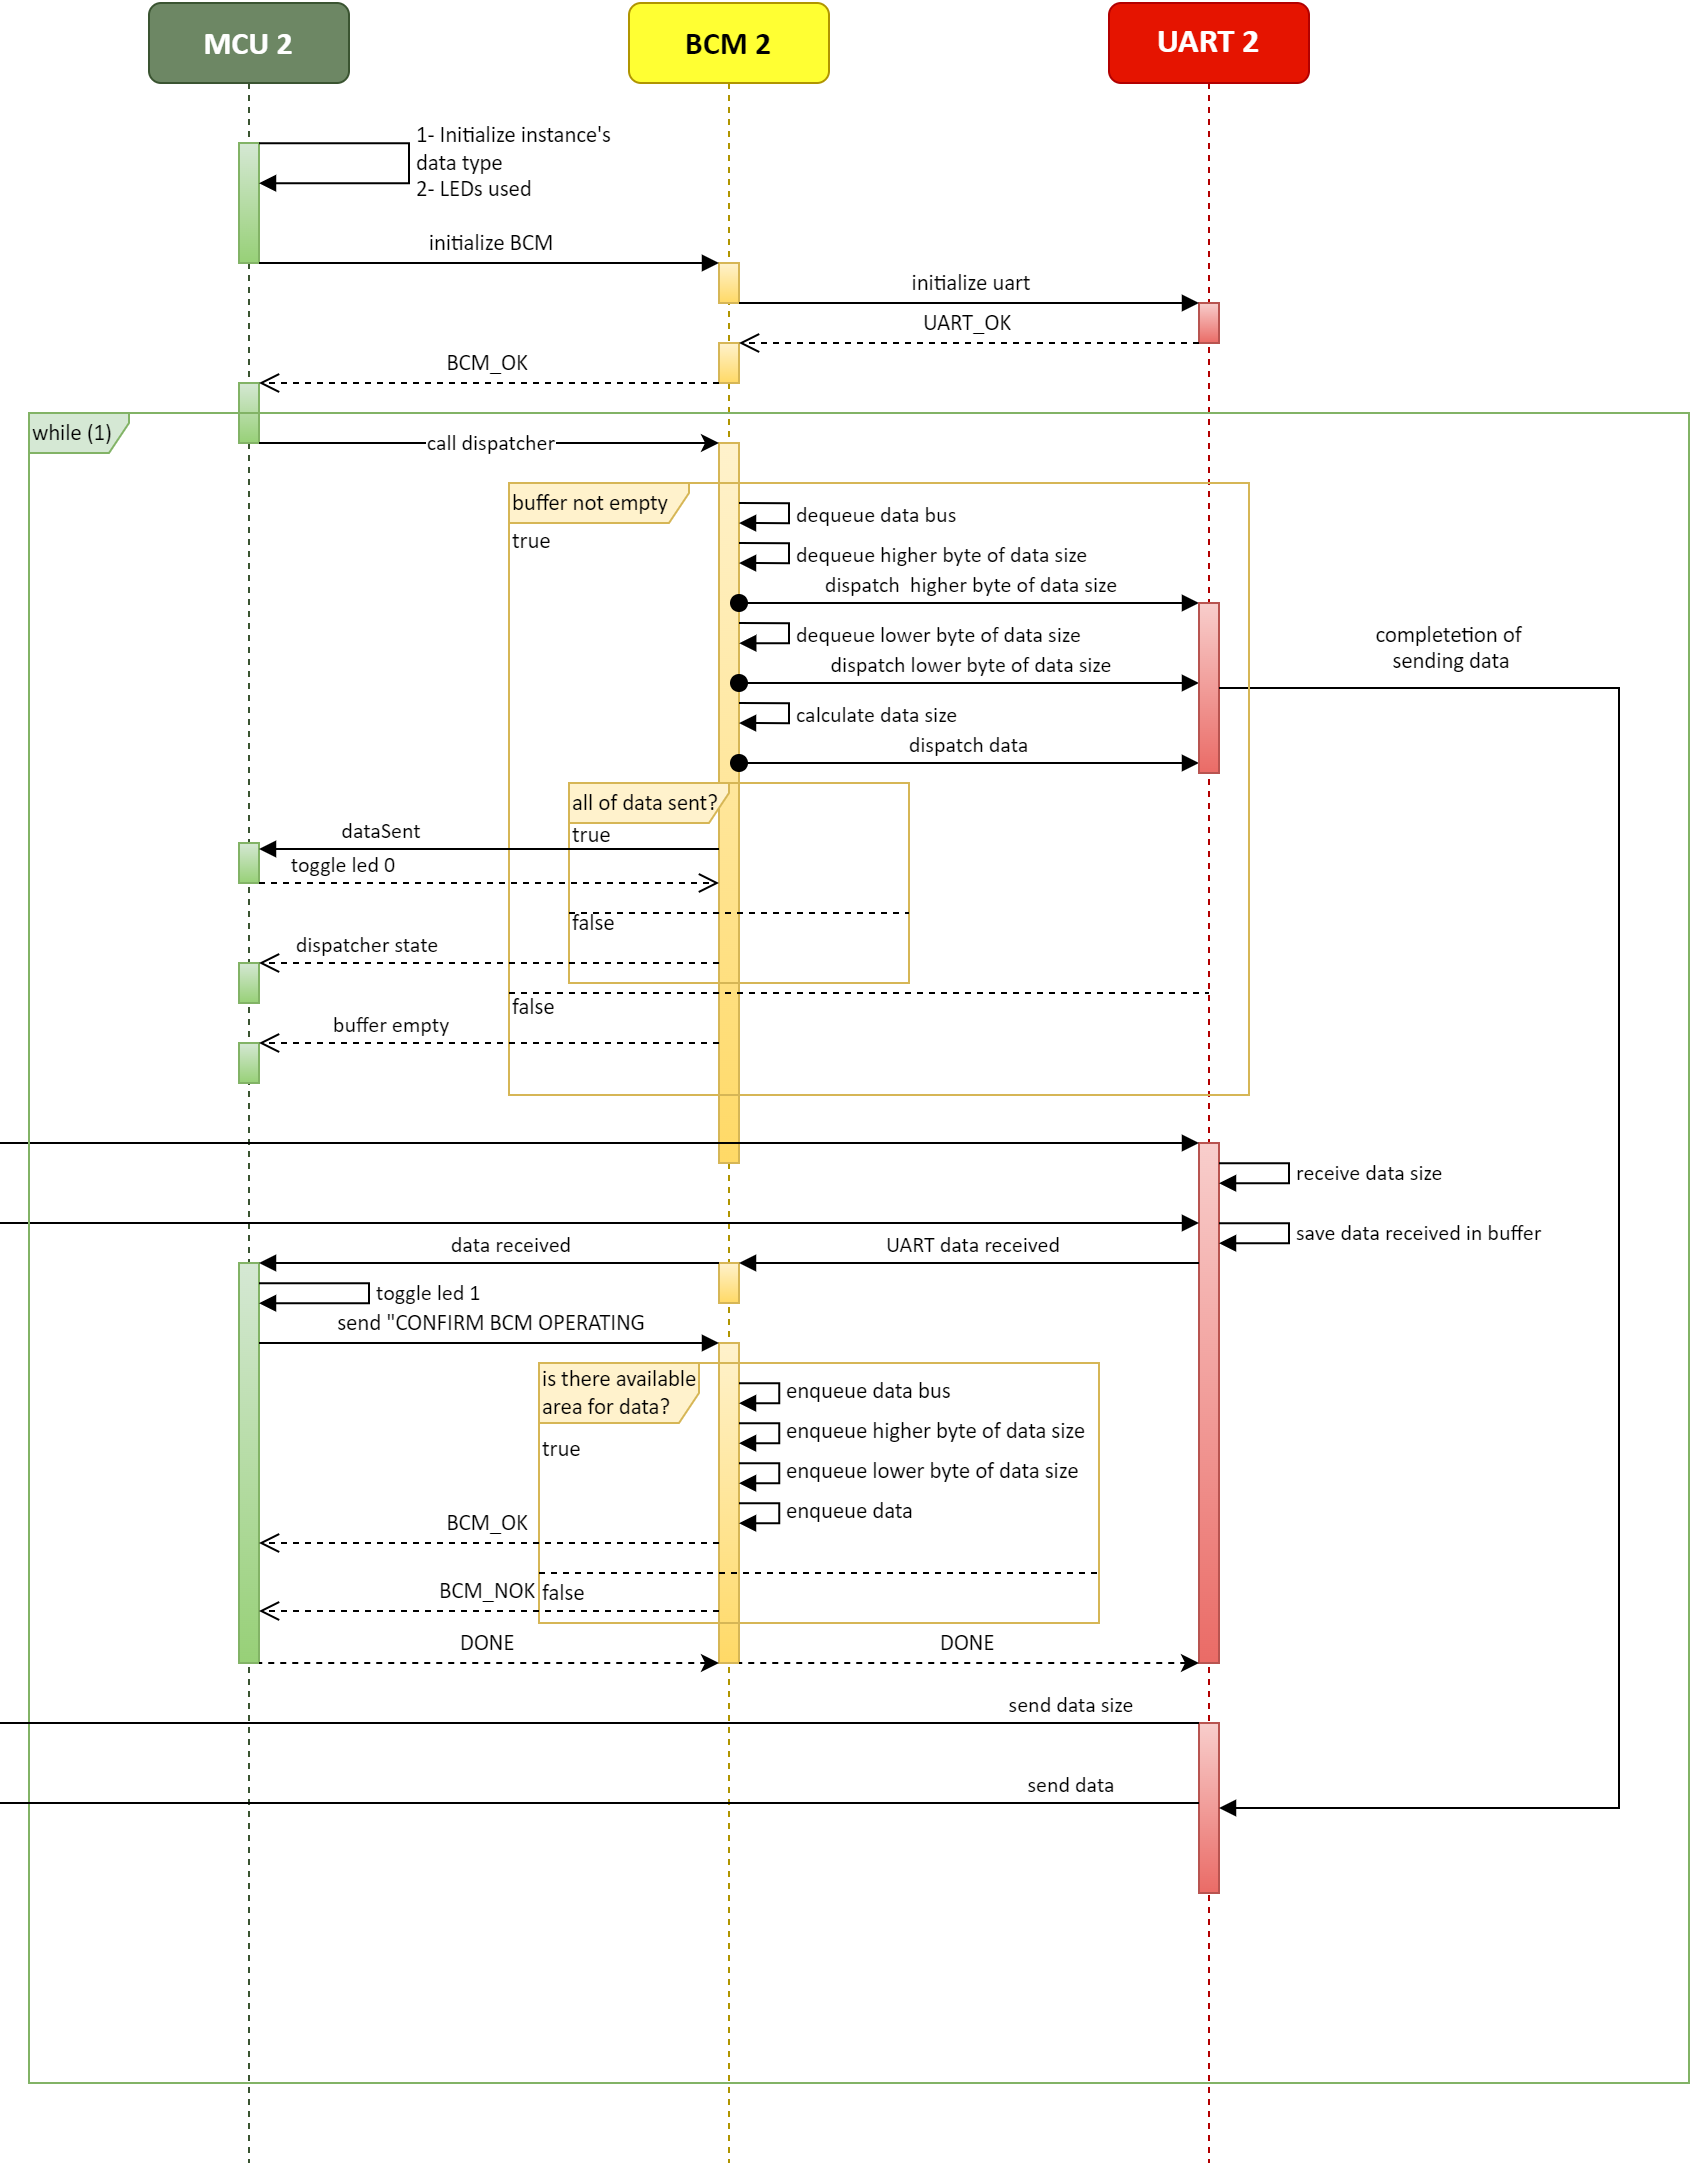 MCU 2
BCM 2
UART 2
1- Initialize instance's
data type
2- LEDs used
initialize BCM
initialize uart
UART_OK
BCM_OK
while (1)
call dispatcher
buffer not empty
true
dequeue data bus
dequeue higher byte of data size
dispatch  higher byte of data size
dequeue lower byte of data size
completetion of
sending data
dispatch lower byte of data size
calculate data size
dispatch data
all of data sent?
true
dataSent
toggle led 0
false
dispatcher state
false
buffer empty
receive data size
save data received in buffer
data received
UART data received
toggle led 1
send "CONFIRM BCM OPERATING
is there available
area for data?
true
enqueue data bus
enqueue higher byte of data size
enqueue lower byte of data size
enqueue data
BCM_OK
BCM_NOK
false
DONE
DONE
send data size
send data